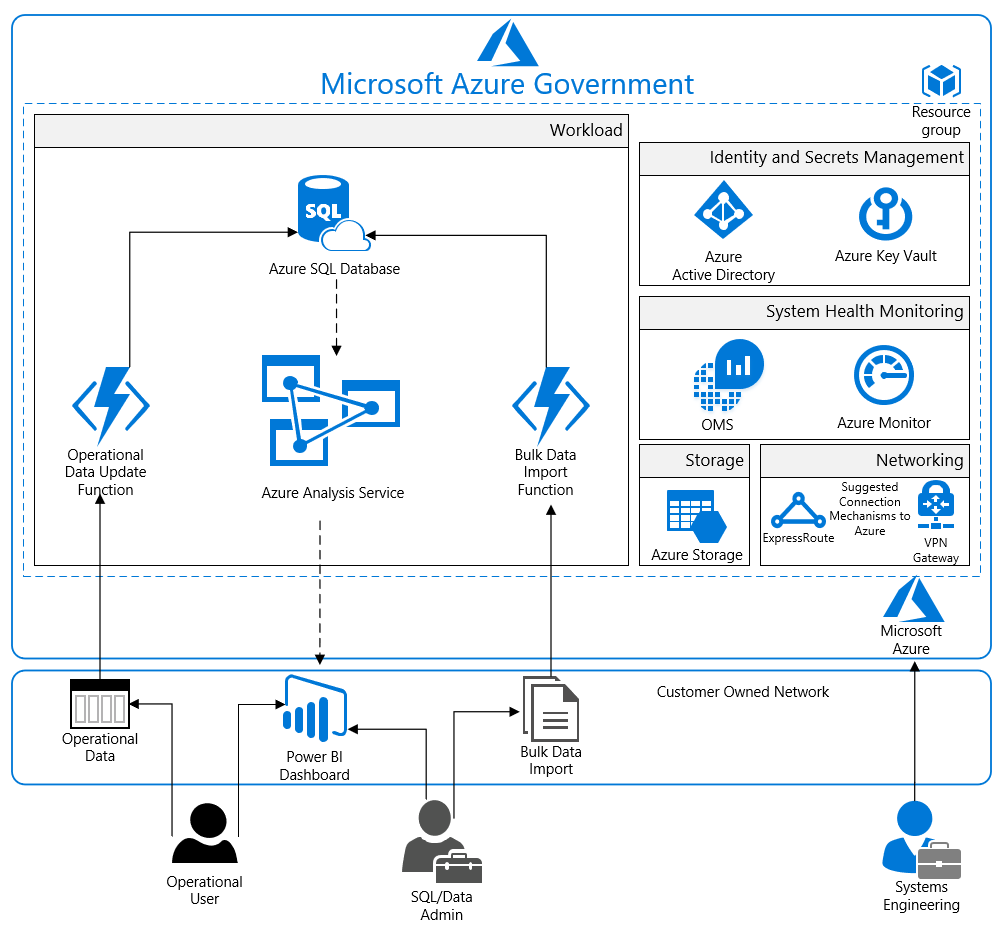 Microsoft Azure Government
Resource
group
Workload
SQL
Azure SQL Database
Operational
Data Update
Function
Azure Analysis Service
Bulk Data
Import
Function
Identity and Secrets Management
Azure
Active Directory
Azure Key Vault
System Health Monitoring
OMS
Azure Monitor
Storage
Azure Storage
Networking
ExpressRoute
Suggested
Connection
Mechanisms to
Azure
VPN
Gateway
Microsoft
Azure
Customer Owned Network
Operational
Data
Power BI
Dashboard
Bulk Data
Import
Operational
User
SQL/Data
Admin
Systems
Engineering